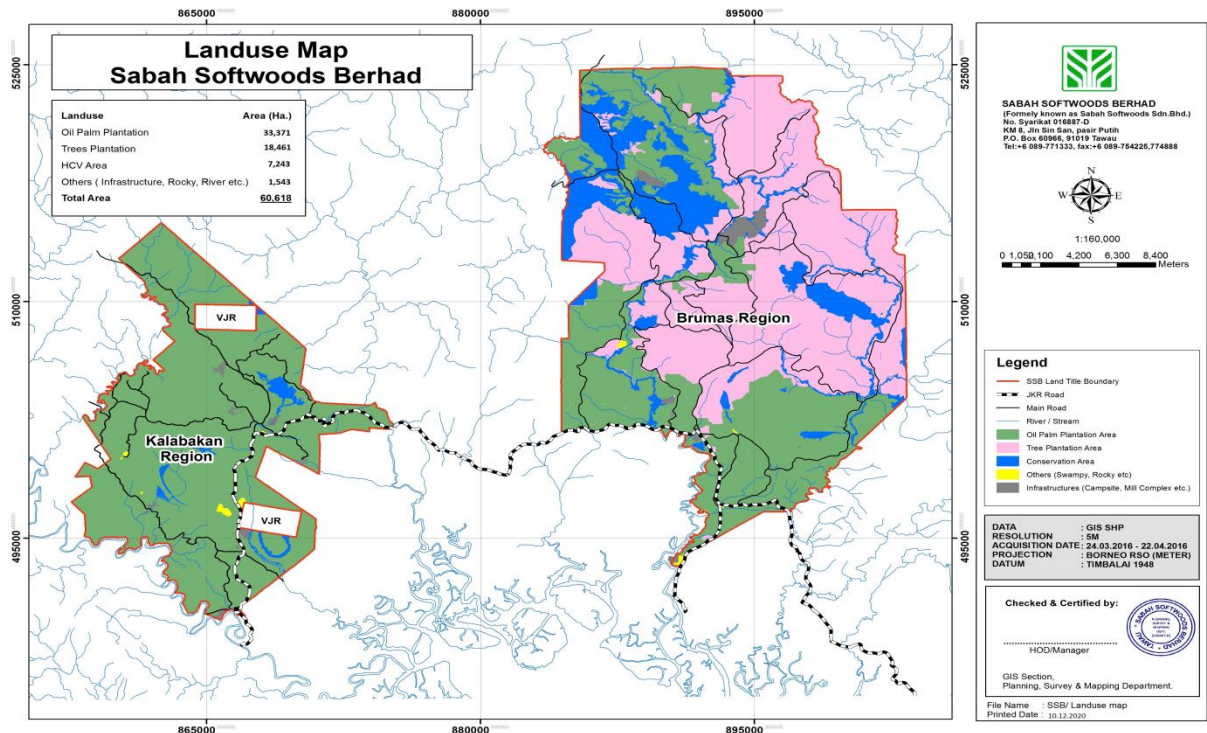 865000
880000
895000
Landuse Map
Sabah Softwoods Berhad
Landuse Area (Ha.)
Oil Palm Plantation 33,371
Trees Plantation 18,461
HCV Area 7,243
Others ( Infrastructure, Rocky, River etc.) 1,543
Total Area 60,618
525000
525000
510000
510000
495000
495000
VJR
Brumas Region
Kalabakan
Region
VJR
865000
880000
895000
SABAH SOFTWOODS BERHAD
(Formely known as Sabah Softwoods Sdn.Bhd.)
No. Syarikat 016887-D
KM 8, Jln Sin San, pasir Putih
P.O. Box 60966, 91019 Tawau
Tel:+6 089-771333, fax:+6 089-754225,774888
N
W E
S
1:160,000
0 1,050 2,100 4,200 6,300 8,400
Meters
Legend
SSB Land Title Boundary
JKR Road
Main Road
River / Stream
Oil Palm Plantation Area
Tree Plantation Area
Conservation Area
Others (Swampy, Rocky etc)
Infrastructures (Campsite, Mill Complex etc.)
DATA : GIS SHP
RESOLUTION : 5M
ACQUISITION DATE : 24.03.2016 - 22.04.2016
PROJECTION : BORNEO RSO (METER)
DATUM : TIMBALAI 1948
Checked & Certified by:
SABAH SOFTWOODS BERHAD
PLANNING,
SURVEY &
MAPPING
TAWAU
HOD/Manager
GIS Section,
Planning, Survey & Mapping Department.
File Name : SSB/ Landuse map
Printed Date : 10.12.2020